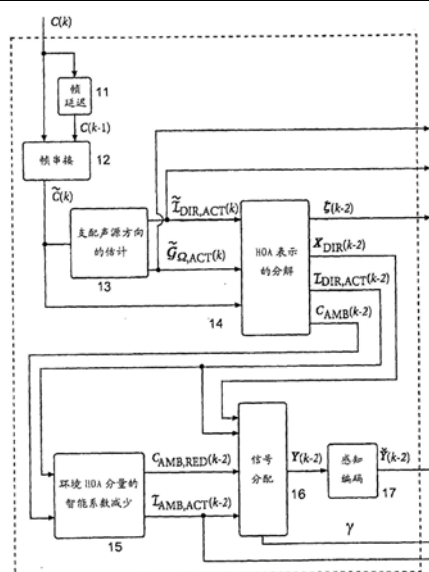 C(k)
帧
延迟
11
C(k-1)
帧串接
12
C̃(k)
支配声源方向
的估计
13
Ĩ_DIR,ACT(k)
G̃_Ω,ACT(k)
HOA 表示
的分解
14
ζ(k-2)
X_DIR(k-2)
I_DIR,ACT(k-2)
C_AMB(k-2)
环境 HOA 分量的
智能系数减少
15
C_AMB,RED(k-2)
I_AMB,ACT(k-2)
信号
分配
16
Y(k-2)
感知
编码
17
Y̌(k-2)
γ